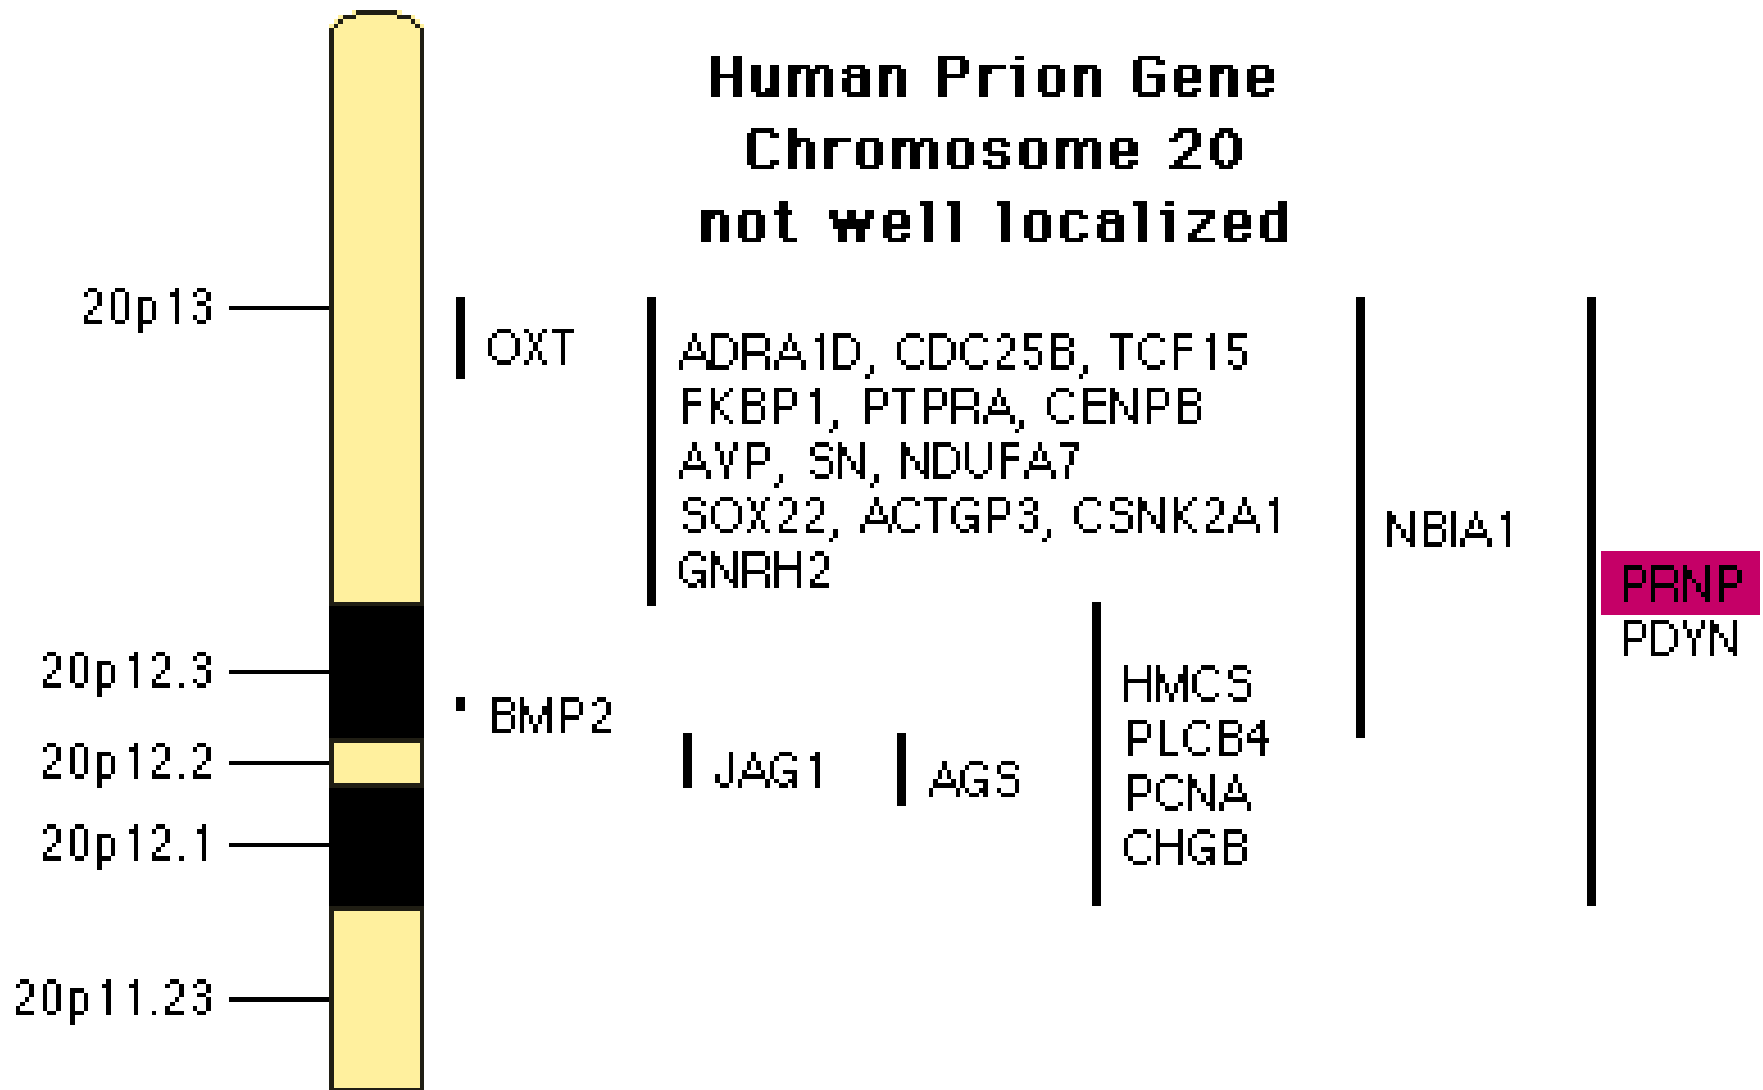 Human Prion Gene
Chromosome 20
not well localized
20p13
OXT
ADRA1D, CDC25B, TCF15
FKBP1, PTPRA, CENPB
AVP, SN, NDUFA7
SOX22, ACTGP3, CSNK2A1
GNRH2
NBIA1
PRNP
PDYN
20p12.3
BMP2
HMCS
PLCB4
PCNA
CHGB
20p12.2
JAG1
AGS
20p12.1
20p11.23